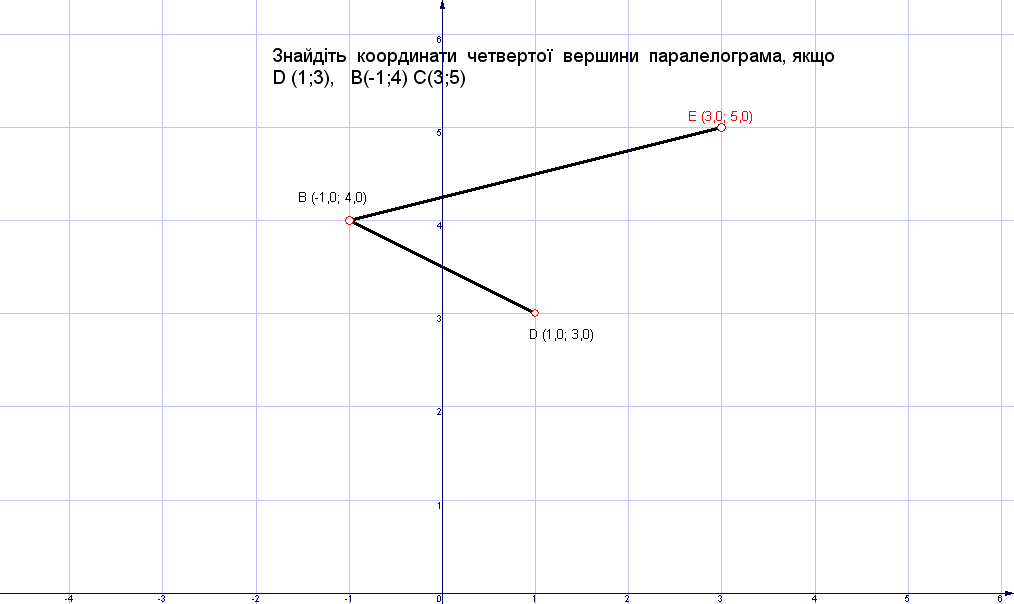 6
Знайдіть координати четвертої вершини паралелограма, якщо
D (1;3), B(-1;4) C(3;5)
E (3,0; 5,0)
5
B (-1,0; 4,0)
4
3
D (1,0; 3,0)
2
1
-4 -3 -2 -1 0 1 2 3 4 5 6